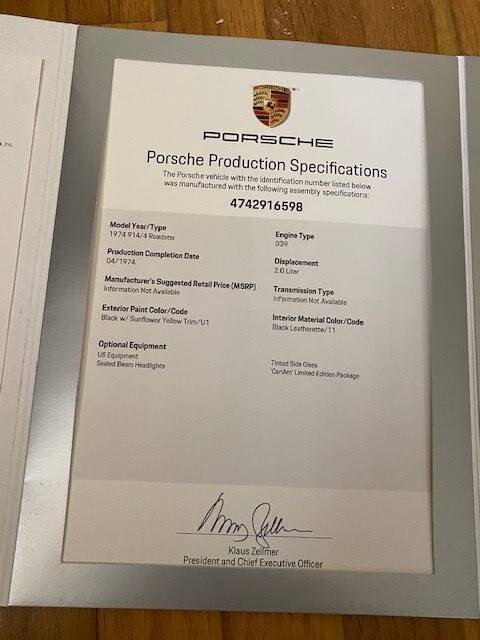 , Inc.
PORSCHE
Porsche Production Specifications
The Porsche vehicle with the identification number listed below
was manufactured with the following assembly specifications:
4742916598
Model Year/Type
1974 914/4 Roadster
Production Completion Date
04/1974
Manufacturer's Suggested Retail Price (MSRP)
Information Not Available
Exterior Paint Color/Code
Black w/ Sunflower Yellow Trim/U1
Engine Type
039
Displacement
2.0 Liter
Transmission Type
Information Not Available
Interior Material Color/Code
Black Leatherette/11
Optional Equipment
US Equipment
Sealed Beam Headlights
Tinted Side Glass
'CanAm' Limited Edition Package
Klaus Zellmer
President and Chief Executive Officer